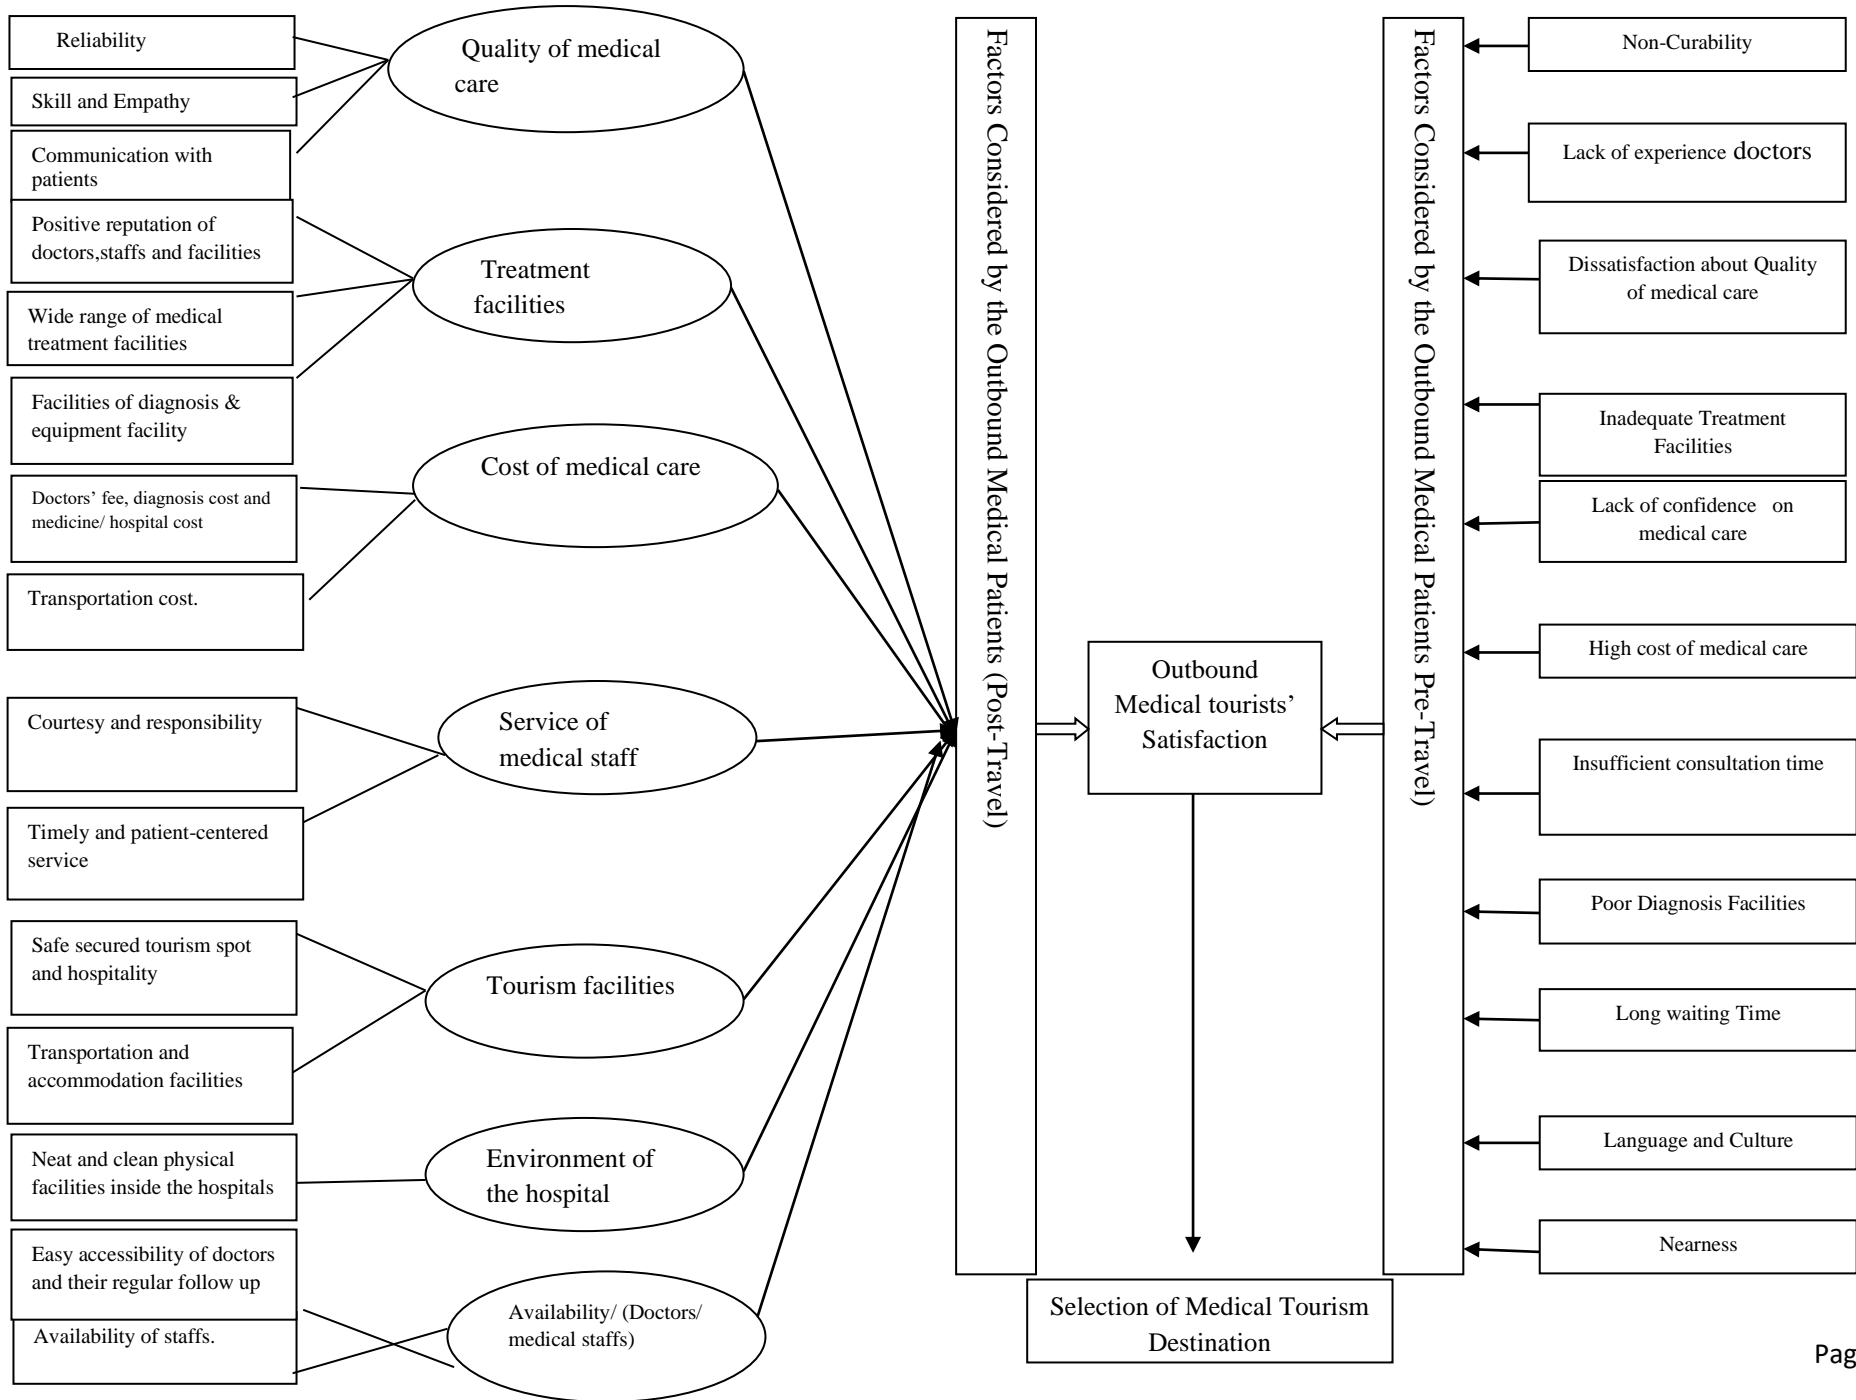 Reliability
Skill and Empathy
Communication with
patients
Positive reputation of
doctors,staffs and facilities
Wide range of medical
treatment facilities
Facilities of diagnosis &
equipment facility
Doctors’ fee, diagnosis cost and
medicine/ hospital cost
Transportation cost.
Courtesy and responsibility
Timely and patient-centered
service
Safe secured tourism spot
and hospitality
Transportation and
accommodation facilities
Neat and clean physical
facilities inside the hospitals
Easy accessibility of doctors
and their regular follow up
Availability of staffs.
Quality of medical
care
Treatment
facilities
Cost of medical care
Service of
medical staff
Tourism facilities
Environment of
the hospital
Availability/ (Doctors/
medical staffs)
Factors Considered by the Outbound Medical Patients (Post-Travel)
Outbound
Medical tourists’
Satisfaction
Selection of Medical Tourism
Destination
Factors Considered by the Outbound Medical Patients Pre-Travel)
Non-Curability
Lack of experience doctors
Dissatisfaction about Quality
of medical care
Inadequate Treatment
Facilities
Lack of confidence on
medical care
High cost of medical care
Insufficient consultation time
Poor Diagnosis Facilities
Long waiting Time
Language and Culture
Nearness
Pag